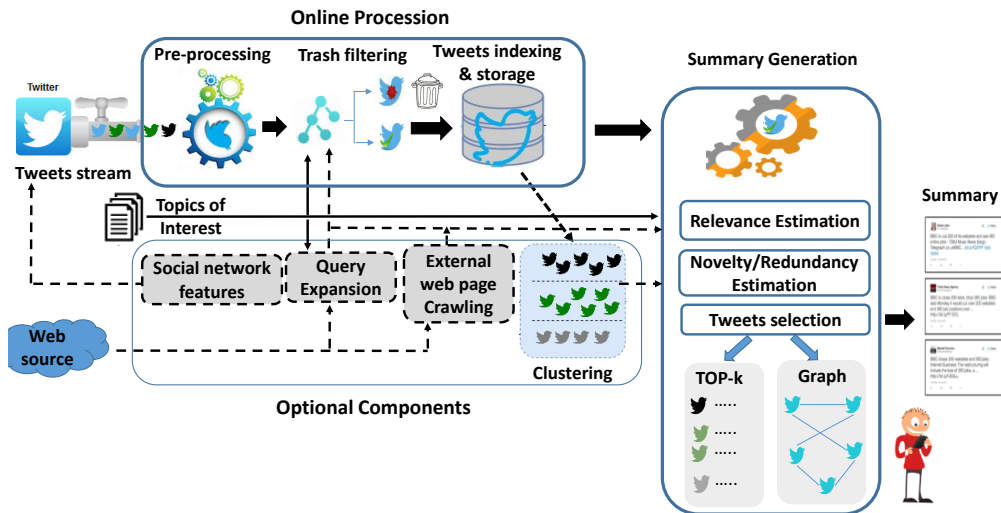 Online Procession
Pre-processing
Trash filtering
Tweets indexing
& storage
Summary Generation
Twitter
Tweets stream
Topics of
Interest
Social network
features
Query
Expansion
External
web page
Crawling
Clustering
Web
source
Optional Components
Relevance Estimation
Novelty/Redundancy
Estimation
Tweets selection
TOP-k
.....
.....
.....
.....
Graph
Summary